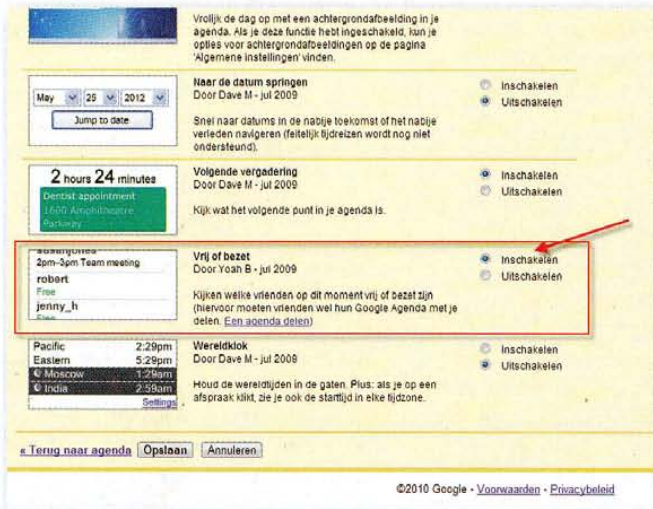 Vrolijk de dag op met een achtergrondafbeelding in je
agenda. Als je deze functie hebt ingeschakeld, kun je
opties voor achtergrondafbeeldingen op de pagina
'Algemene instellingen' vinden.
May 25 2012
Jump to date
Naar de datum springen
Door Dave M - jul 2009
Snel naar datums in de nabije toekomst of het nabije
verleden navigeren (feitelijk tijdreizen wordt nog niet
ondersteund).
Inschakelen
Uitschakelen
2 hours 24 minutes
Dentist appointment
1600 Amphitheatre
Parkway
Volgende vergadering
Door Dave M - jul 2009
Kijk wat het volgende punt in je agenda is.
Inschakelen
Uitschakelen
susanjones
2pm-3pm Team meeting
robert
Free
jenny_h
Free
Vrij of bezet
Door Yoah B - jul 2009
Kijken welke vrienden op dit moment vrij of bezet zijn
(hiervoor moeten vrienden wel hun Google Agenda met je
delen. Een agenda delen)
Inschakelen
Uitschakelen
Pacific 2:29pm
Eastern 5:29pm
Moscow 1:29am
India 2:59am
Settings
Wereldklok
Door Dave M - jul 2009
Houd de wereldtijden in de gaten. Plus: als je op een
afspraak klikt, zie je ook de starttijd in elke tijdzone.
Inschakelen
Uitschakelen
« Terug naar agenda Opslaan Annuleren
©2010 Google - Voorwaarden - Privacybeleid